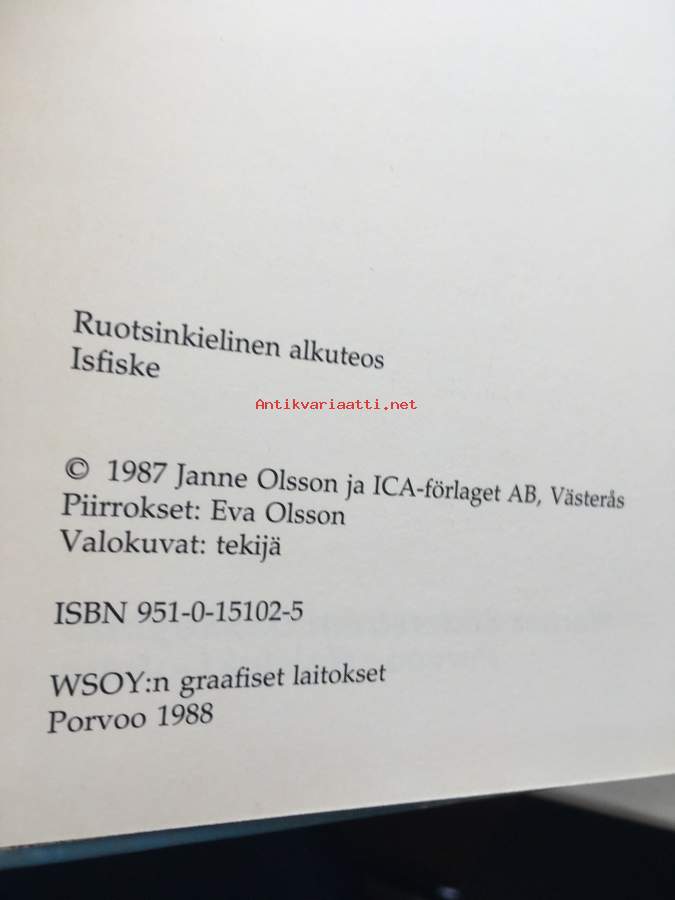 Ruotsinkielinen alkuteos
Isfiske
Antikvariaatti.net
© 1987 Janne Olsson ja ICA-förlaget AB, Västerås
Piirrokset: Eva Olsson
Valokuvat: tekijä
ISBN 951-0-15102-5
WSOY:n graafiset laitokset
Porvoo 1988